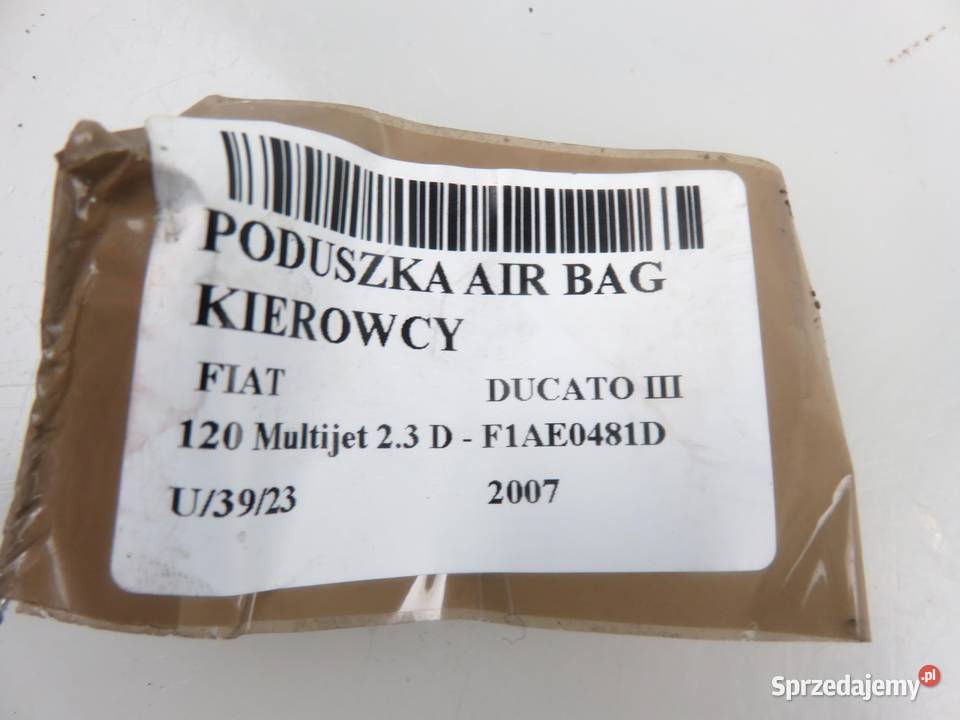 PODUSZKA AIR BAG
KIEROWCY
FIAT DUCATO III
120 Multijet 2.3 D - F1AE0481D
U/39/23 2007
Sprzedajemy.pl